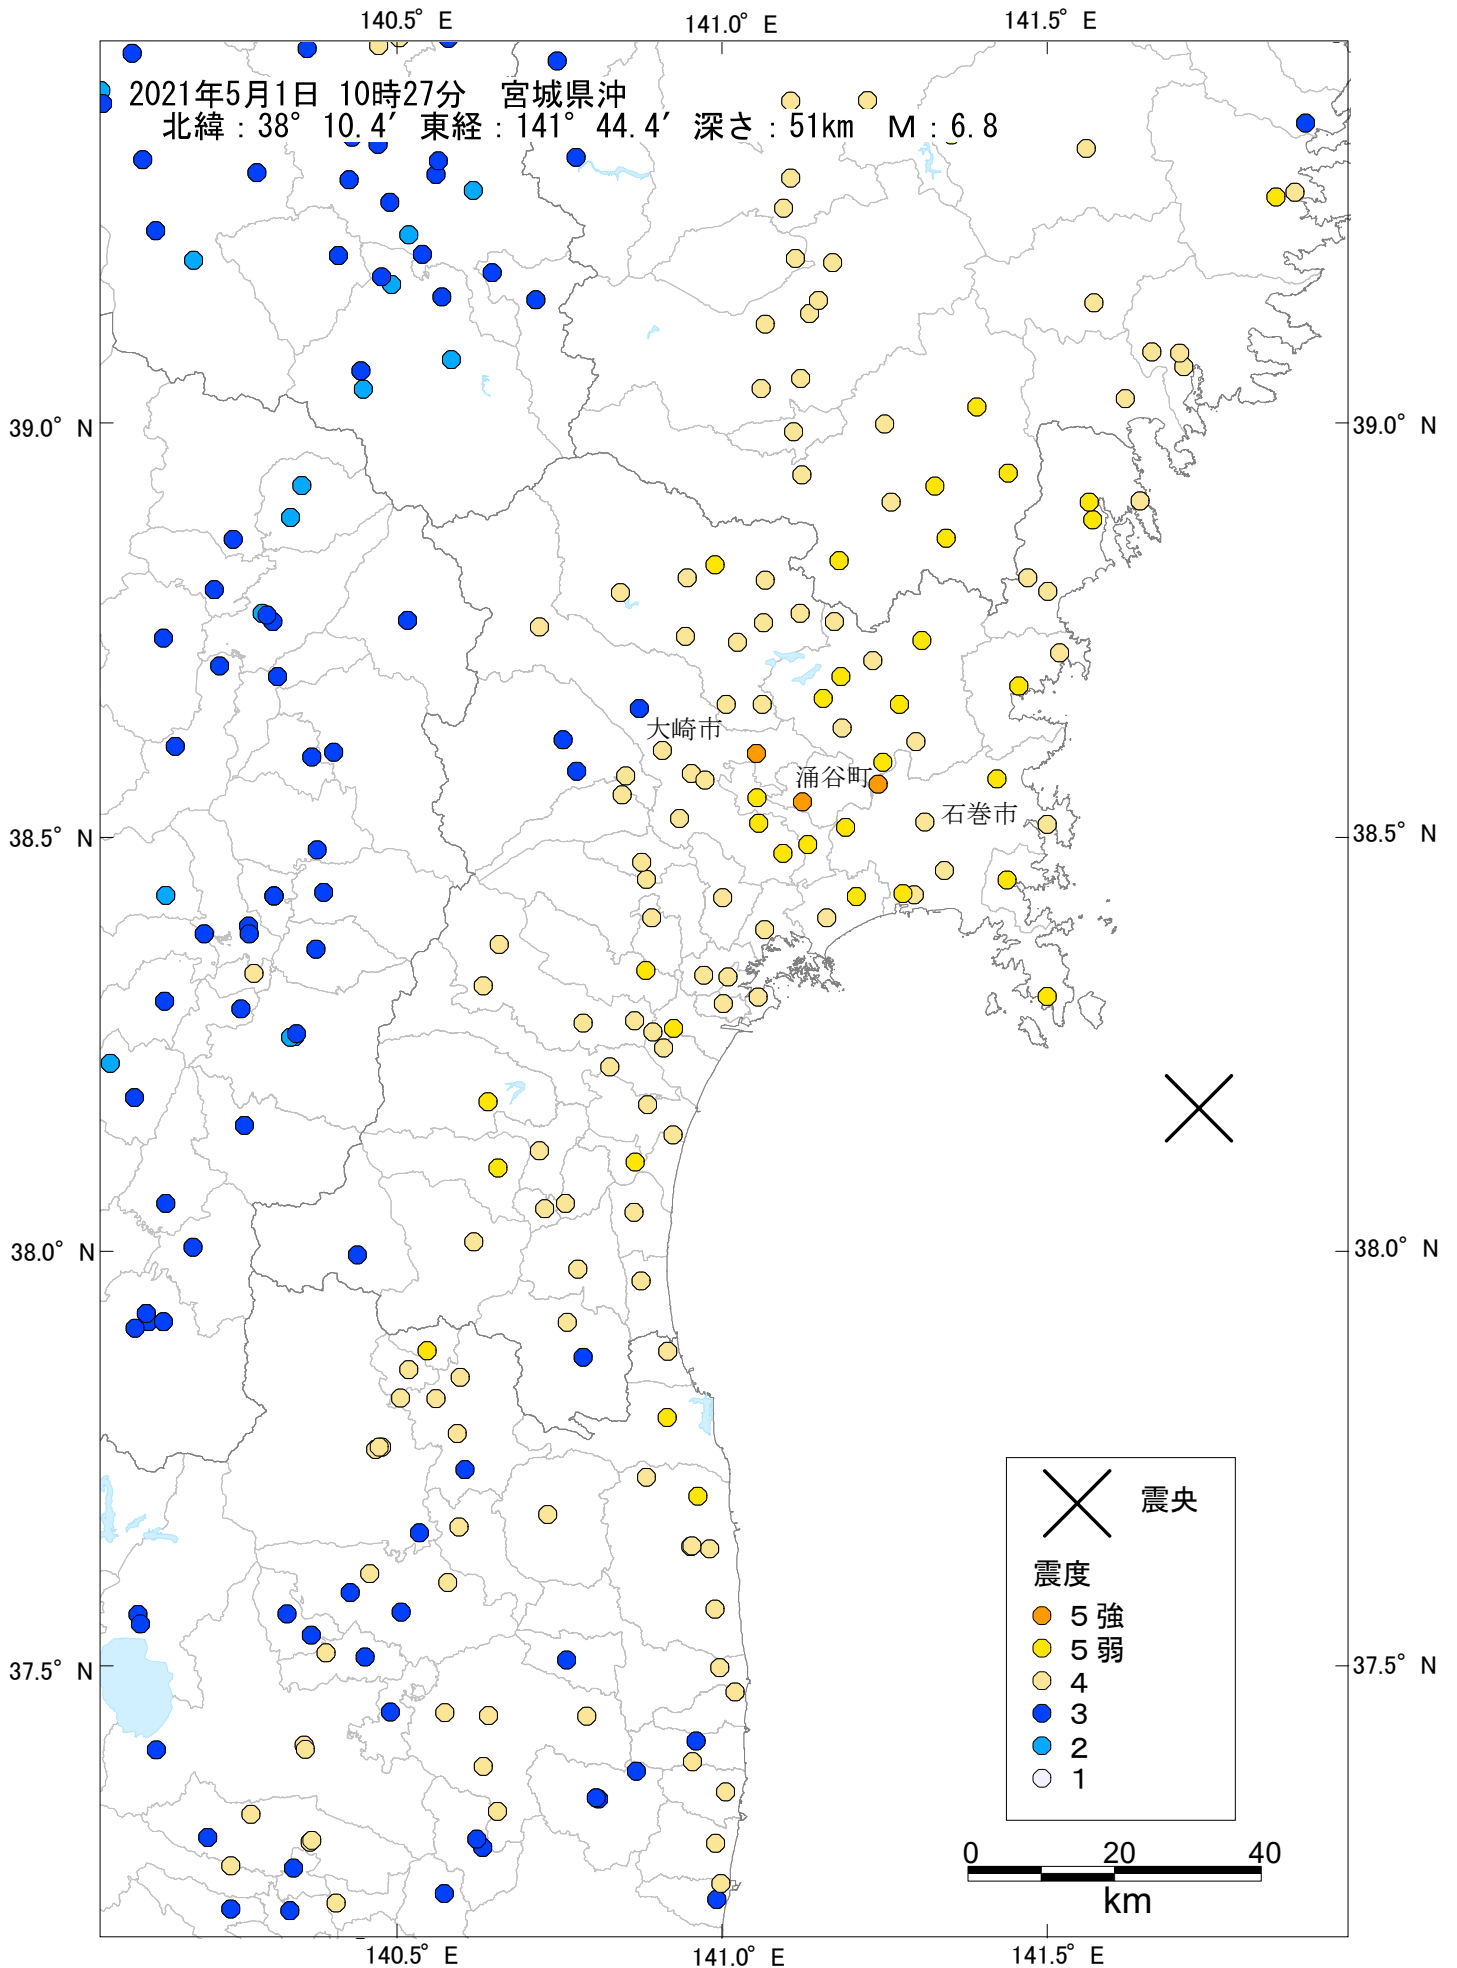 140.5° E 141.0° E 141.5° E
2021年5月1日 10時27分 宮城県沖
北緯：38° 10.4′ 東経：141° 44.4′ 深さ：51km M：6.8
39.0° N 39.0° N
大崎市
涌谷町
石巻市
38.5° N 38.5° N
38.0° N 38.0° N
震央
震度
5強
5弱
4
3
2
1
37.5° N 37.5° N
0 20 40
km
140.5° E 141.0° E 141.5° E